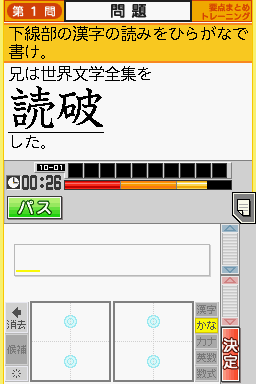 第1問
問題
要点まとめ
トレーニング
下線部の漢字の読みをひらがなで
書け。
兄は世界文学全集を
読破
した。
10-01
00:26
パス
消去
候補
漢字
かな
カナ
英数
数式
決定